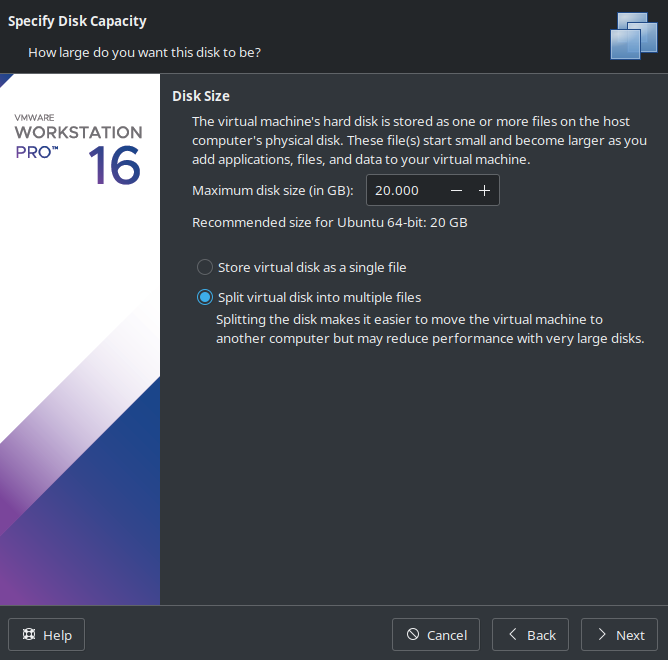 Specify Disk Capacity
How large do you want this disk to be?
VMWARE
WORKSTATION
PRO™ 16
Disk Size
The virtual machine's hard disk is stored as one or more files on the host
computer's physical disk. These file(s) start small and become larger as you
add applications, files, and data to your virtual machine.
Maximum disk size (in GB): 20.000
Recommended size for Ubuntu 64-bit: 20 GB
Store virtual disk as a single file
Split virtual disk into multiple files
Splitting the disk makes it easier to move the virtual machine to
another computer but may reduce performance with very large disks.
Help Cancel Back Next